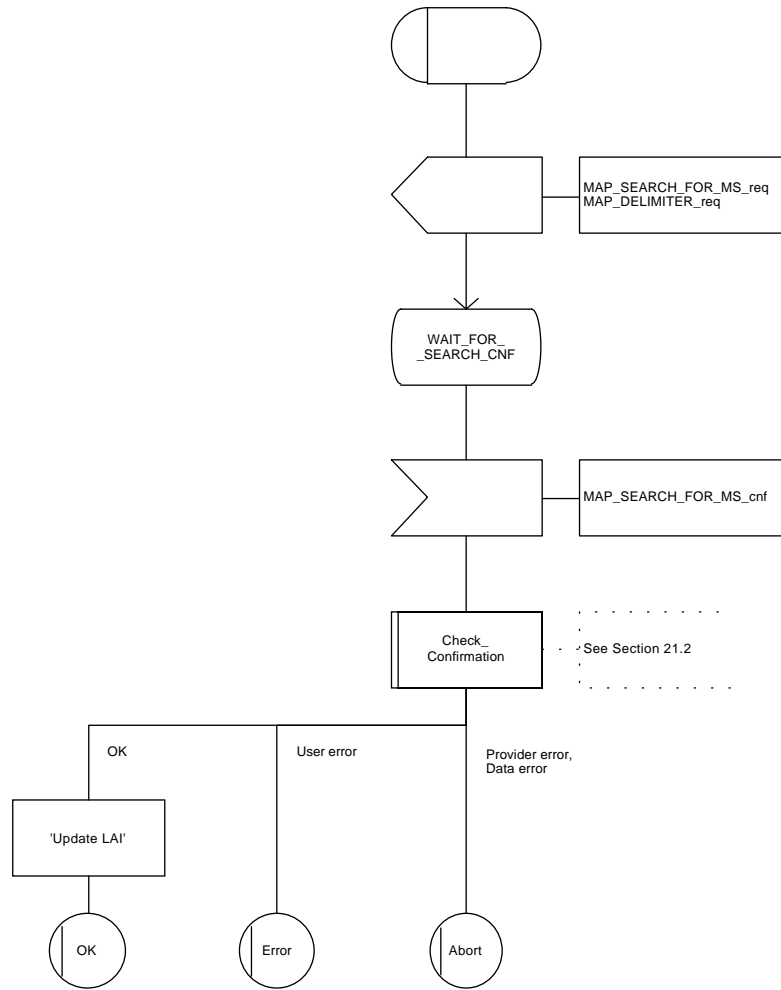 MAP_SEARCH_FOR_MS_req
MAP_DELIMITER_req
WAIT_FOR_
_SEARCH_CNF
MAP_SEARCH_FOR_MS_cnf
Check_
Confirmation
See Section 21.2
OK
User error
Provider error,
Data error
'Update LAI'
OK
Error
Abort